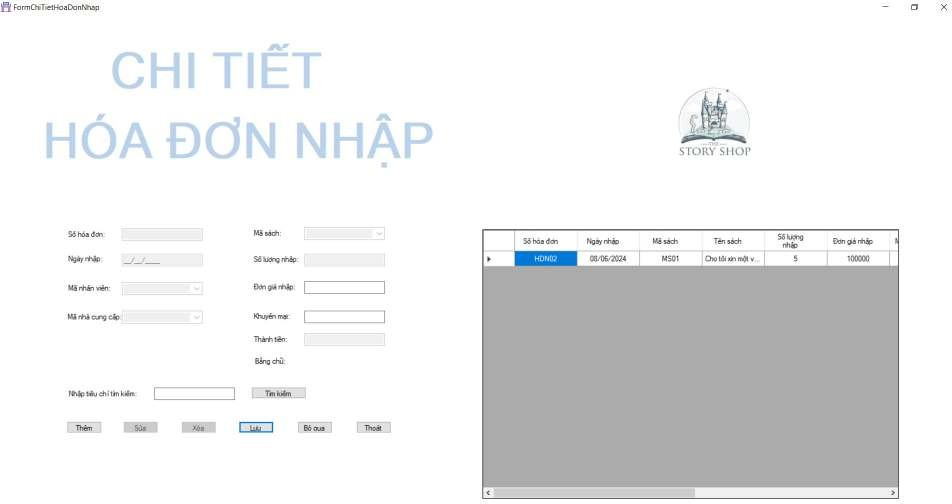 FormChiTietHoaDonNhap
CHI TIẾT
HÓA ĐƠN NHẬP
THE
STORY SHOP
Số hóa đơn:
Mã sách:
Ngày nhập:
__/__/____
Số lượng nhập:
Mã nhân viên:
Đơn giá nhập:
Mã nhà cung cấp:
Khuyến mại:
Thành tiền:
Bằng chữ:
Nhập tiêu chí tìm kiếm:
Tìm kiếm
Thêm Sửa Xóa Lưu Bỏ qua Thoát
Số hóa đơn Ngày nhập Mã sách Tên sách Số lượng nhập Đơn giá nhập
HDN02 08/06/2024 MS01 Cho tôi xin một v... 5 100000